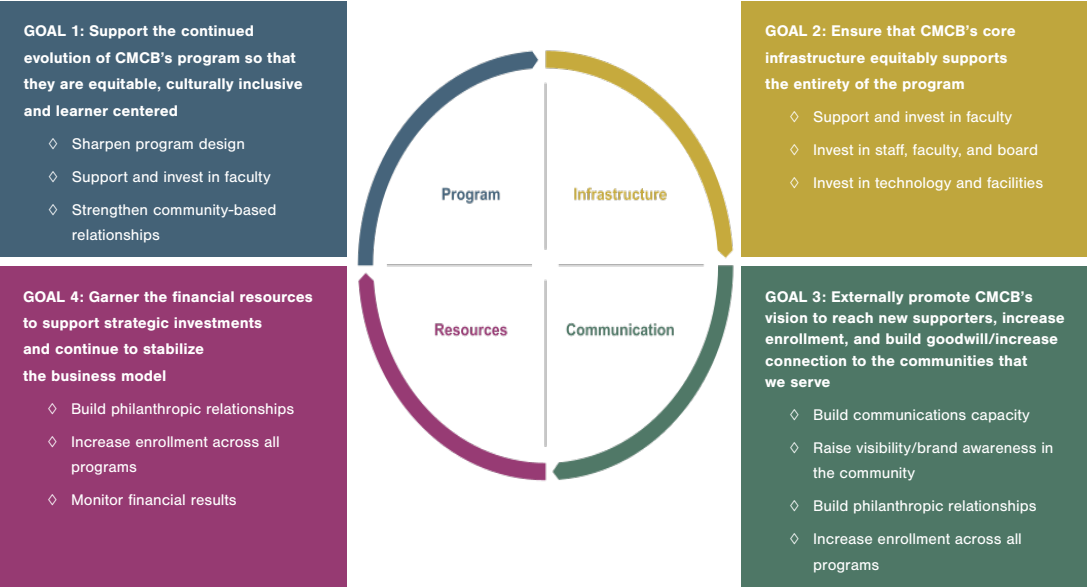 GOAL 1: Support the continued
evolution of CMCB’s program so that
they are equitable, culturally inclusive
and learner centered
◊ Sharpen program design
◊ Support and invest in faculty
◊ Strengthen community-based
relationships
GOAL 2: Ensure that CMCB’s core
infrastructure equitably supports
the entirety of the program
◊ Support and invest in faculty
◊ Invest in staff, faculty, and board
◊ Invest in technology and facilities
Program
Infrastructure
Resources
Communication
GOAL 4: Garner the financial resources
to support strategic investments
and continue to stabilize
the business model
◊ Build philanthropic relationships
◊ Increase enrollment across all
programs
◊ Monitor financial results
GOAL 3: Externally promote CMCB’s
vision to reach new supporters, increase
enrollment, and build goodwill/increase
connection to the communities that
we serve
◊ Build communications capacity
◊ Raise visibility/brand awareness in
the community
◊ Build philanthropic relationships
◊ Increase enrollment across all
programs